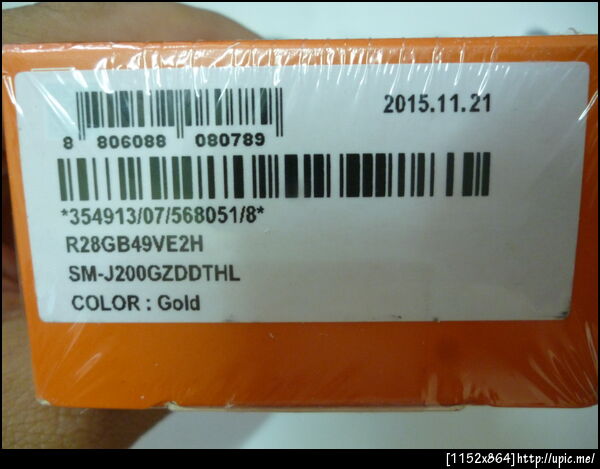 2015.11.21
8 806088 080789
*354913/07/568051/8*
R28GB49VE2H
SM-J200GZDDTHL
COLOR : Gold
[1152x864]http://upic.me/